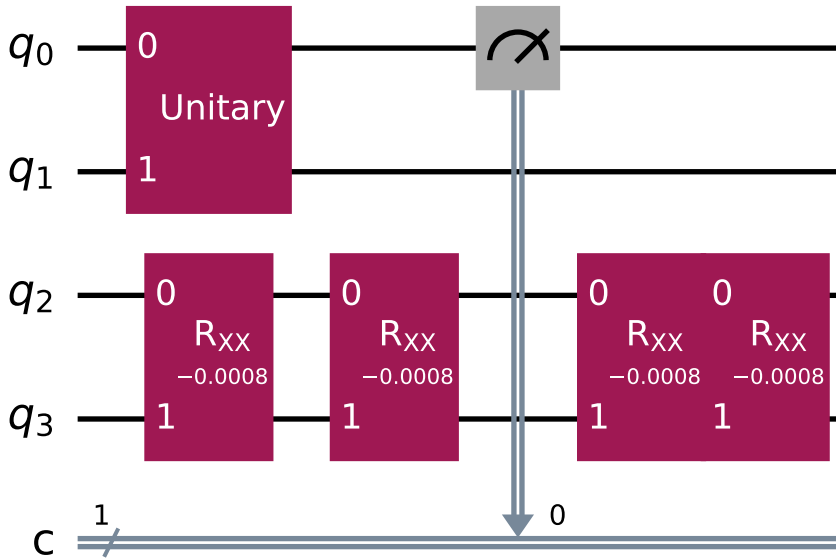 q0 0
Unitary
q1 1
q2 0 0 0 0
RXX RXX RXX RXX
−0.0008 −0.0008 −0.0008 −0.0008
q3 1 1 1 1
1 0
c